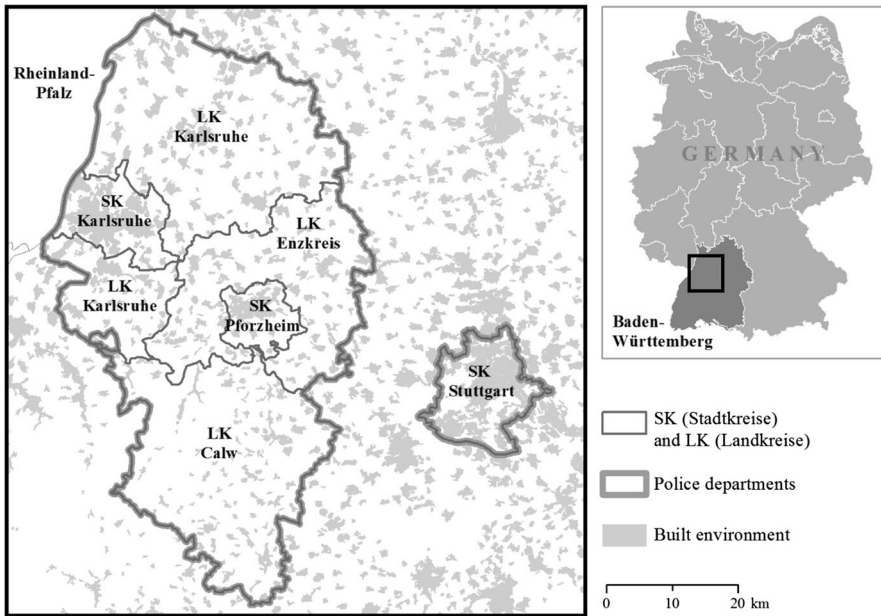 Rheinland-
Pfalz
LK
Karlsruhe
SK
Karlsruhe
LK
Enzkreis
LK
Karlsruhe
SK
Pforzheim
SK
Stuttgart
LK
Calw
GERMANY
Baden-
Württemberg
SK (Stadtkreise)
and LK (Landkreise)
Police departments
Built environment
0 10 20 km